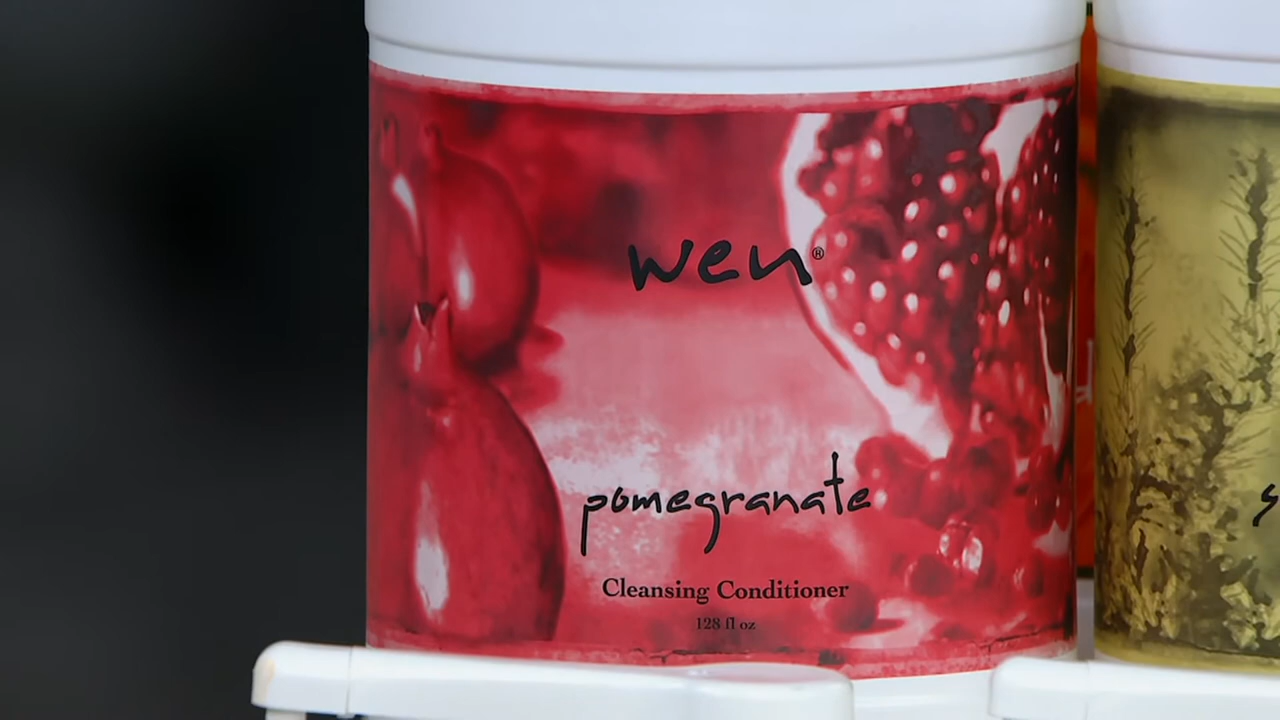 wen®
pomegranate
Cleansing Conditioner
128 fl oz